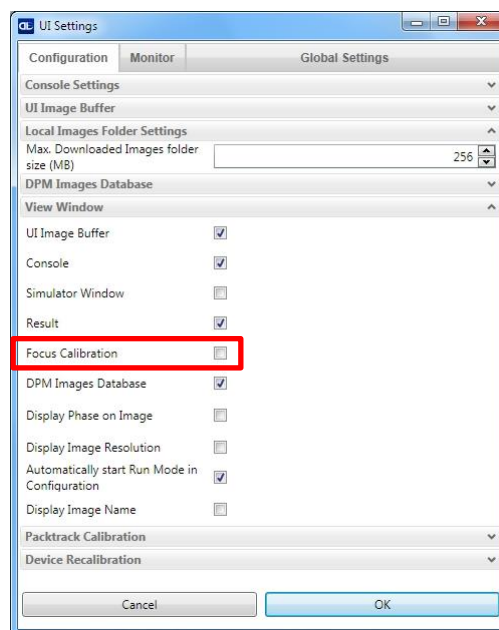 DL UI Settings
Configuration Monitor Global Settings
Console Settings
UI Image Buffer
Local Images Folder Settings
Max. Downloaded Images folder
size (MB)
256
DPM Images Database
View Window
UI Image Buffer
Console
Simulator Window
Result
Focus Calibration
DPM Images Database
Display Phase on Image
Display Image Resolution
Automatically start Run Mode in
Configuration
Display Image Name
Packtrack Calibration
Device Recalibration
Cancel OK